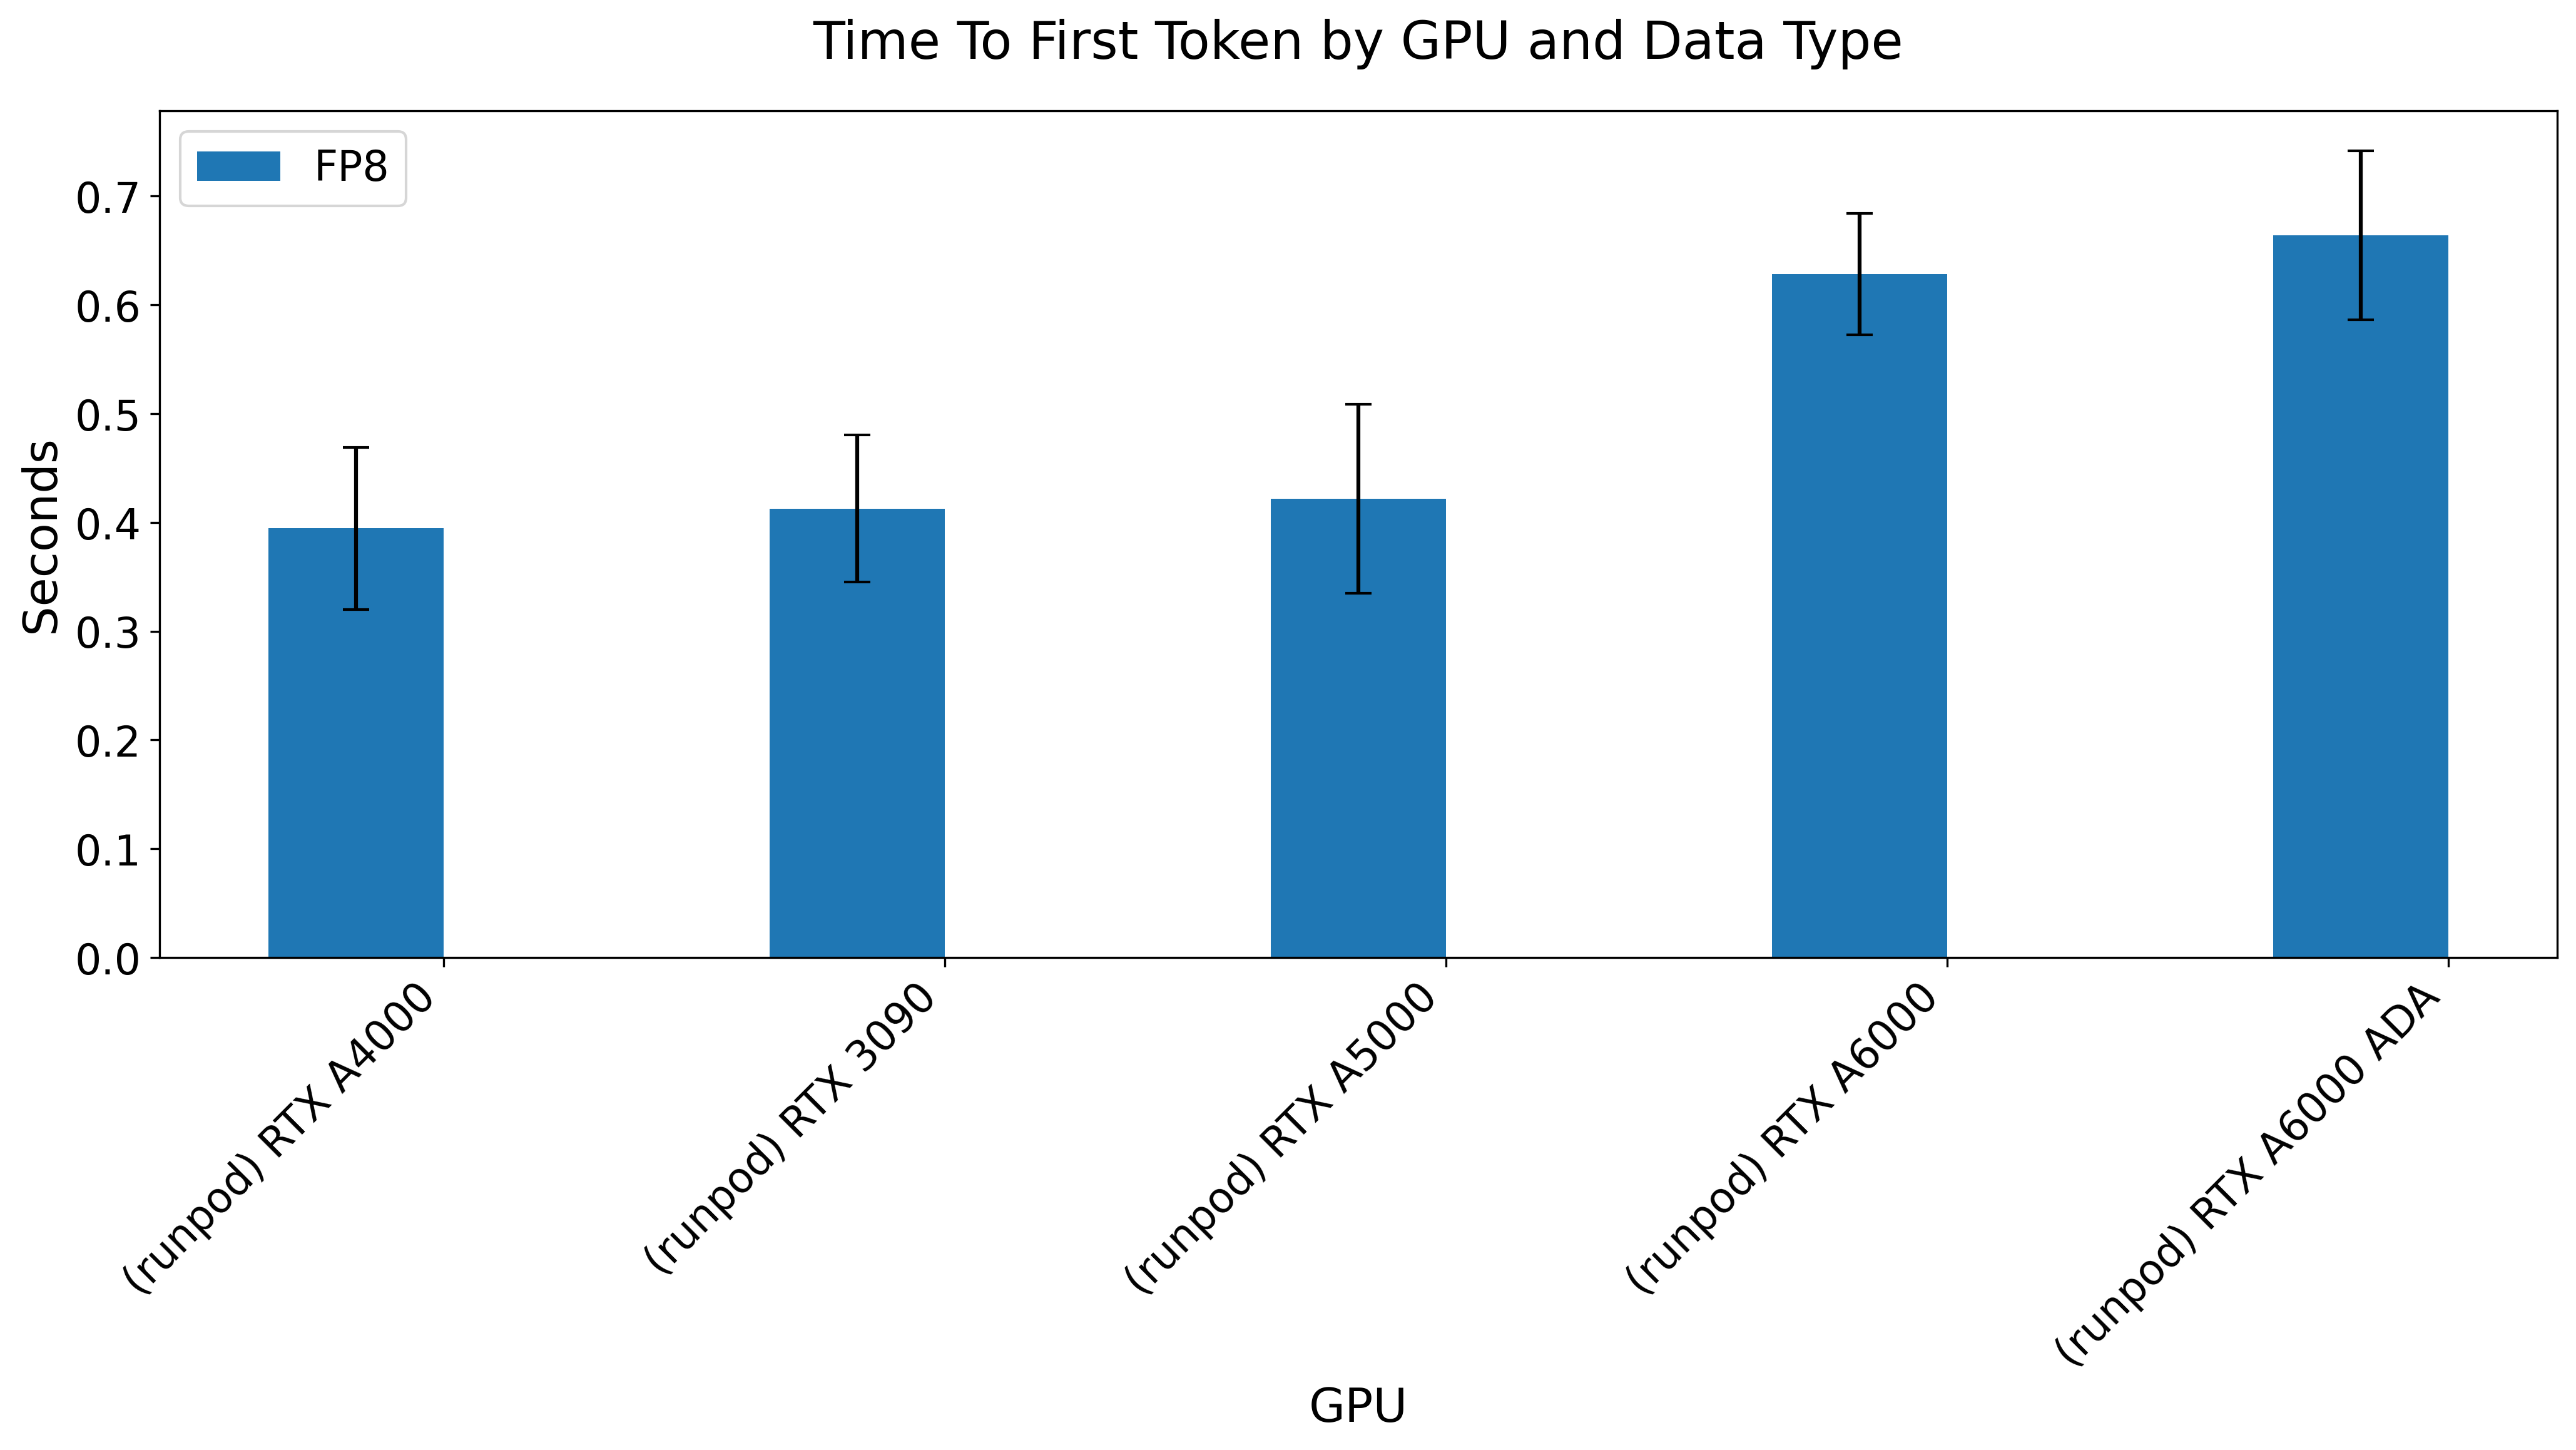 Time To First Token by GPU and Data Type
FP8
Seconds
0.7
0.6
0.5
0.4
0.3
0.2
0.1
0.0
(runpod) RTX A4000
(runpod) RTX 3090
(runpod) RTX A5000
(runpod) RTX A6000
(runpod) RTX A6000 ADA
GPU